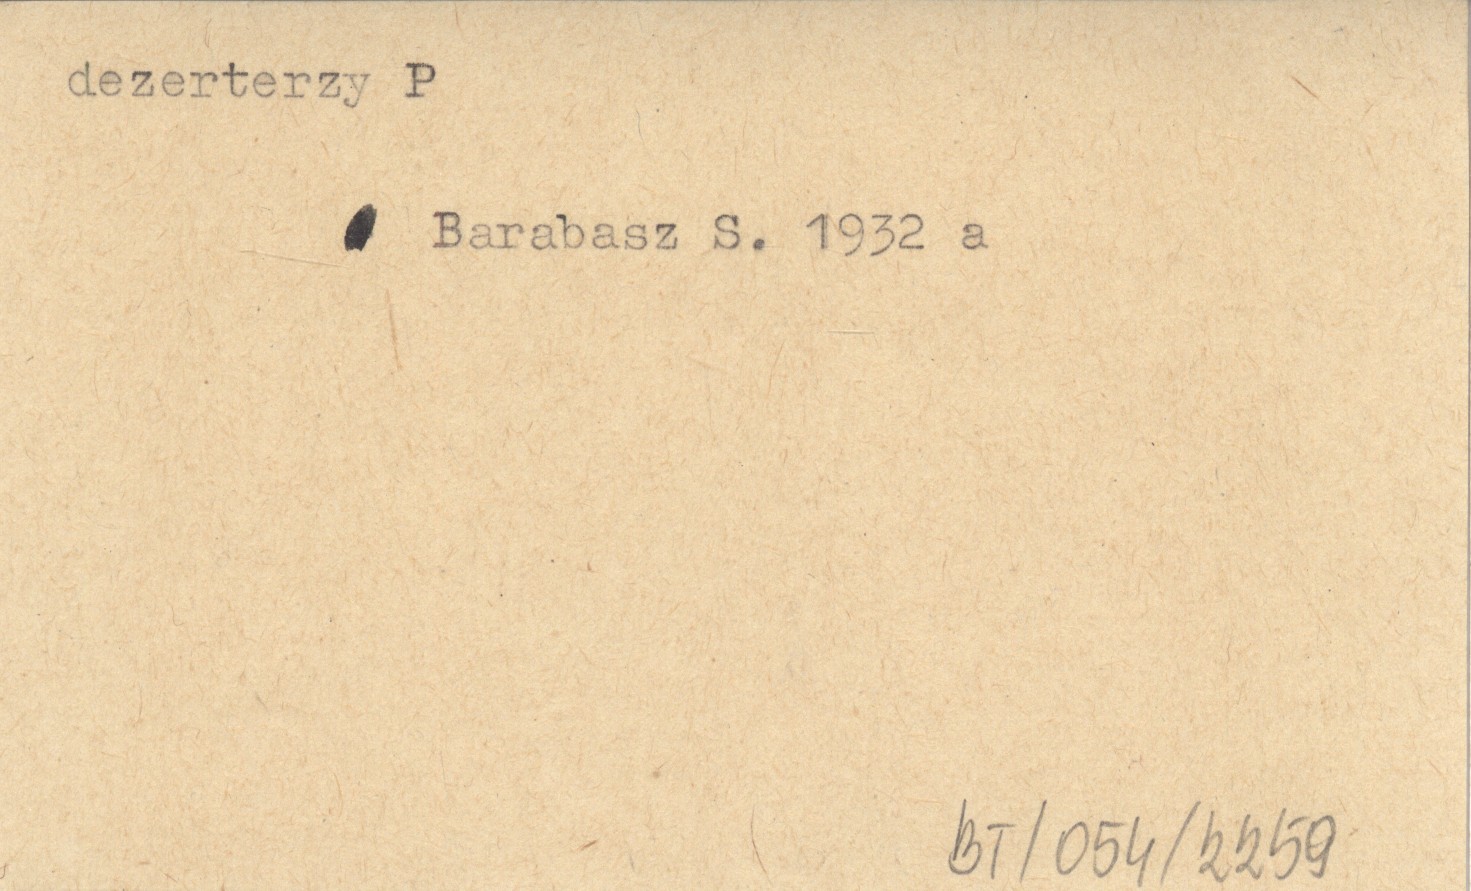 dezerterzy P
Barabasz S. 1932 a
BT/054/2259